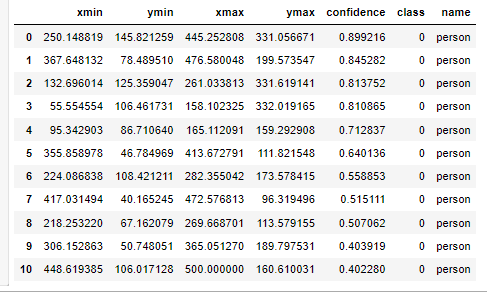 xmin ymin xmax ymax confidence class name
0 250.148819 145.821259 445.252808 331.056671 0.899216 0 person
1 367.648132 78.489510 476.580048 199.573547 0.845282 0 person
2 132.696014 125.359047 261.033813 331.619141 0.813752 0 person
3 55.554554 106.461731 158.102325 332.019165 0.810865 0 person
4 95.342903 86.710640 165.112091 159.292908 0.712837 0 person
5 355.858978 46.784969 413.672791 111.821548 0.640136 0 person
6 224.086838 108.421211 282.355042 173.578415 0.558853 0 person
7 417.031494 40.165245 472.576813 96.319496 0.515111 0 person
8 218.253220 67.162079 269.668701 113.579155 0.507062 0 person
9 306.152863 50.748051 365.051270 189.797531 0.403919 0 person
10 448.619385 106.017128 500.000000 160.610031 0.402280 0 person